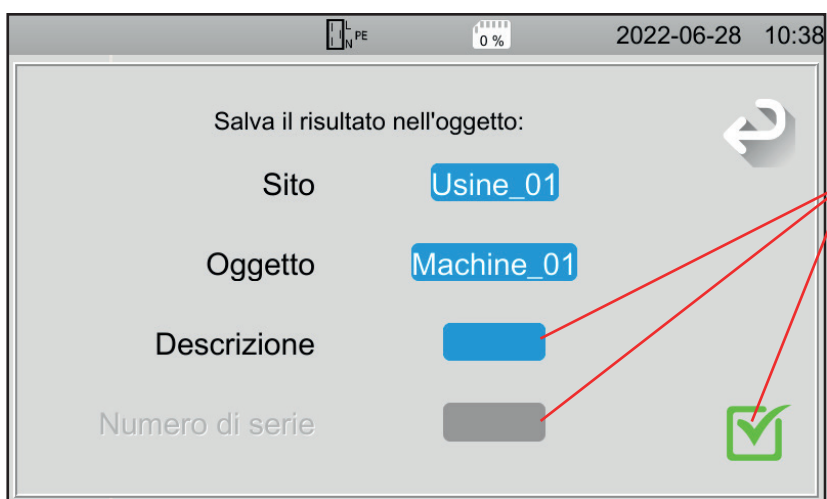 L
N PE
0 %
2022-06-28 10:38
Salva il risultato nell'oggetto:
Sito Usine_01
Oggetto Machine_01
Descrizione
Numero di serie